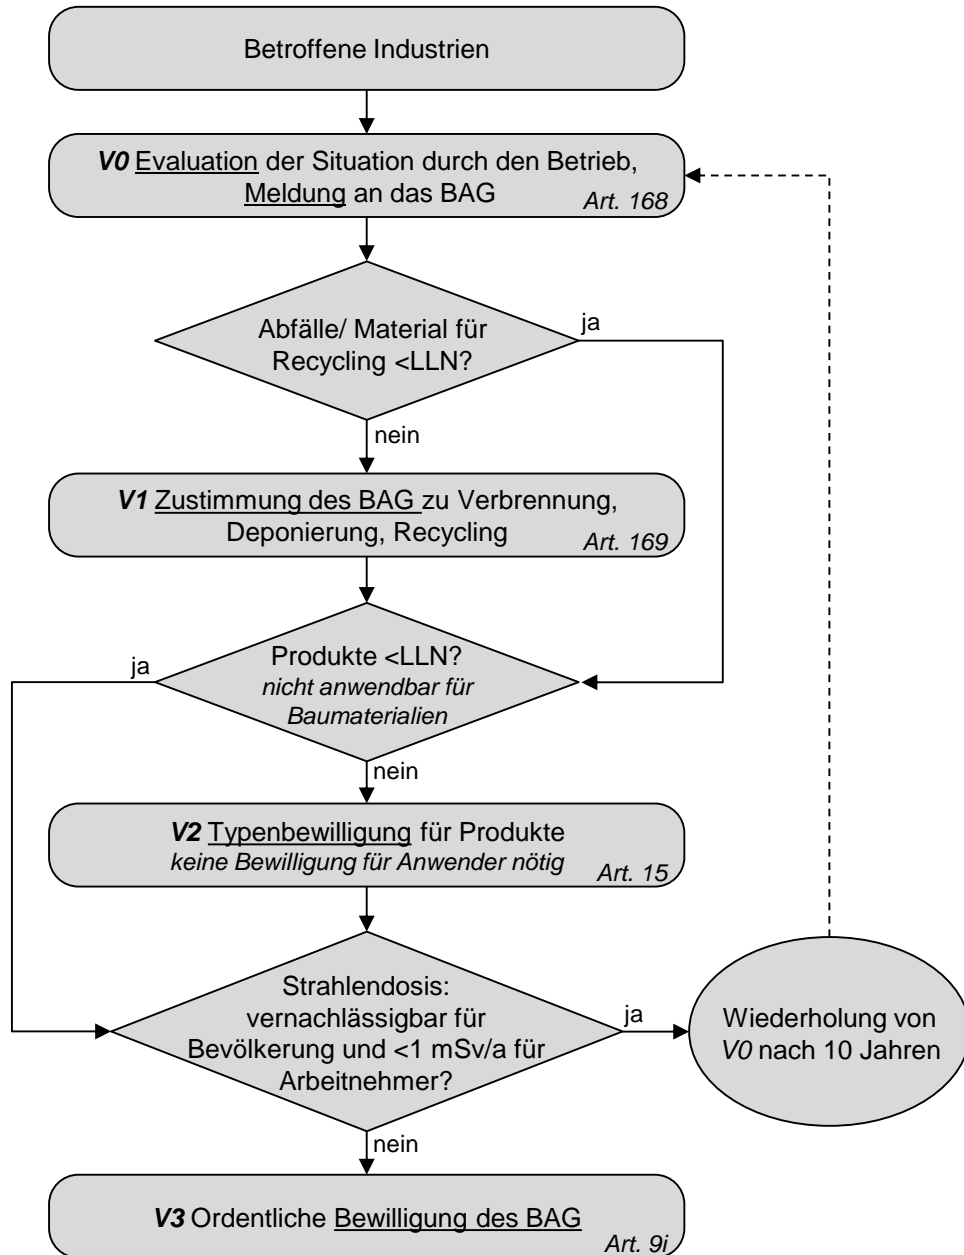 Betroffene Industrien
V0 Evaluation der Situation durch den Betrieb,
Meldung an das BAG
Art. 168
Abfälle/ Material für
Recycling <LLN?
ja
nein
V1 Zustimmung des BAG zu Verbrennung,
Deponierung, Recycling
Art. 169
Produkte <LLN?
nicht anwendbar für
Baumaterialien
ja
nein
V2 Typenbewilligung für Produkte
keine Bewilligung für Anwender nötig
Art. 15
Strahlendosis:
vernachlässigbar für
Bevölkerung und <1 mSv/a für
Arbeitnehmer?
ja
Wiederholung von
V0 nach 10 Jahren
nein
V3 Ordentliche Bewilligung des BAG
Art. 9i